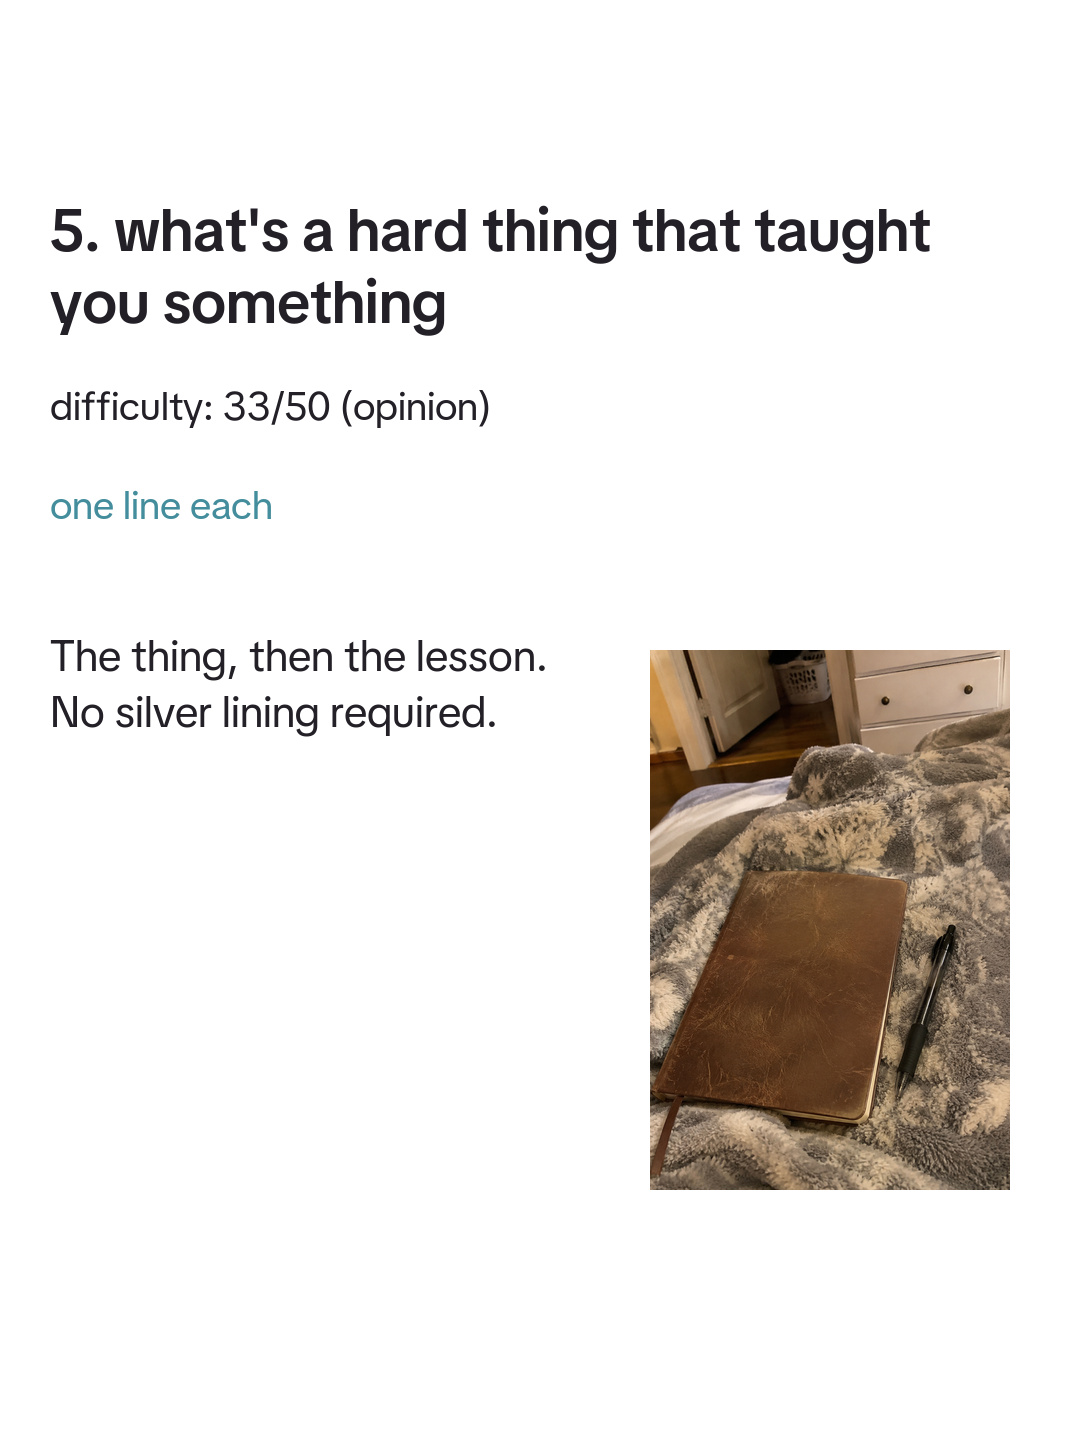 5. what's a hard thing that taught
you something
difficulty: 33/50 (opinion)
one line each
The thing, then the lesson.
No silver lining required.